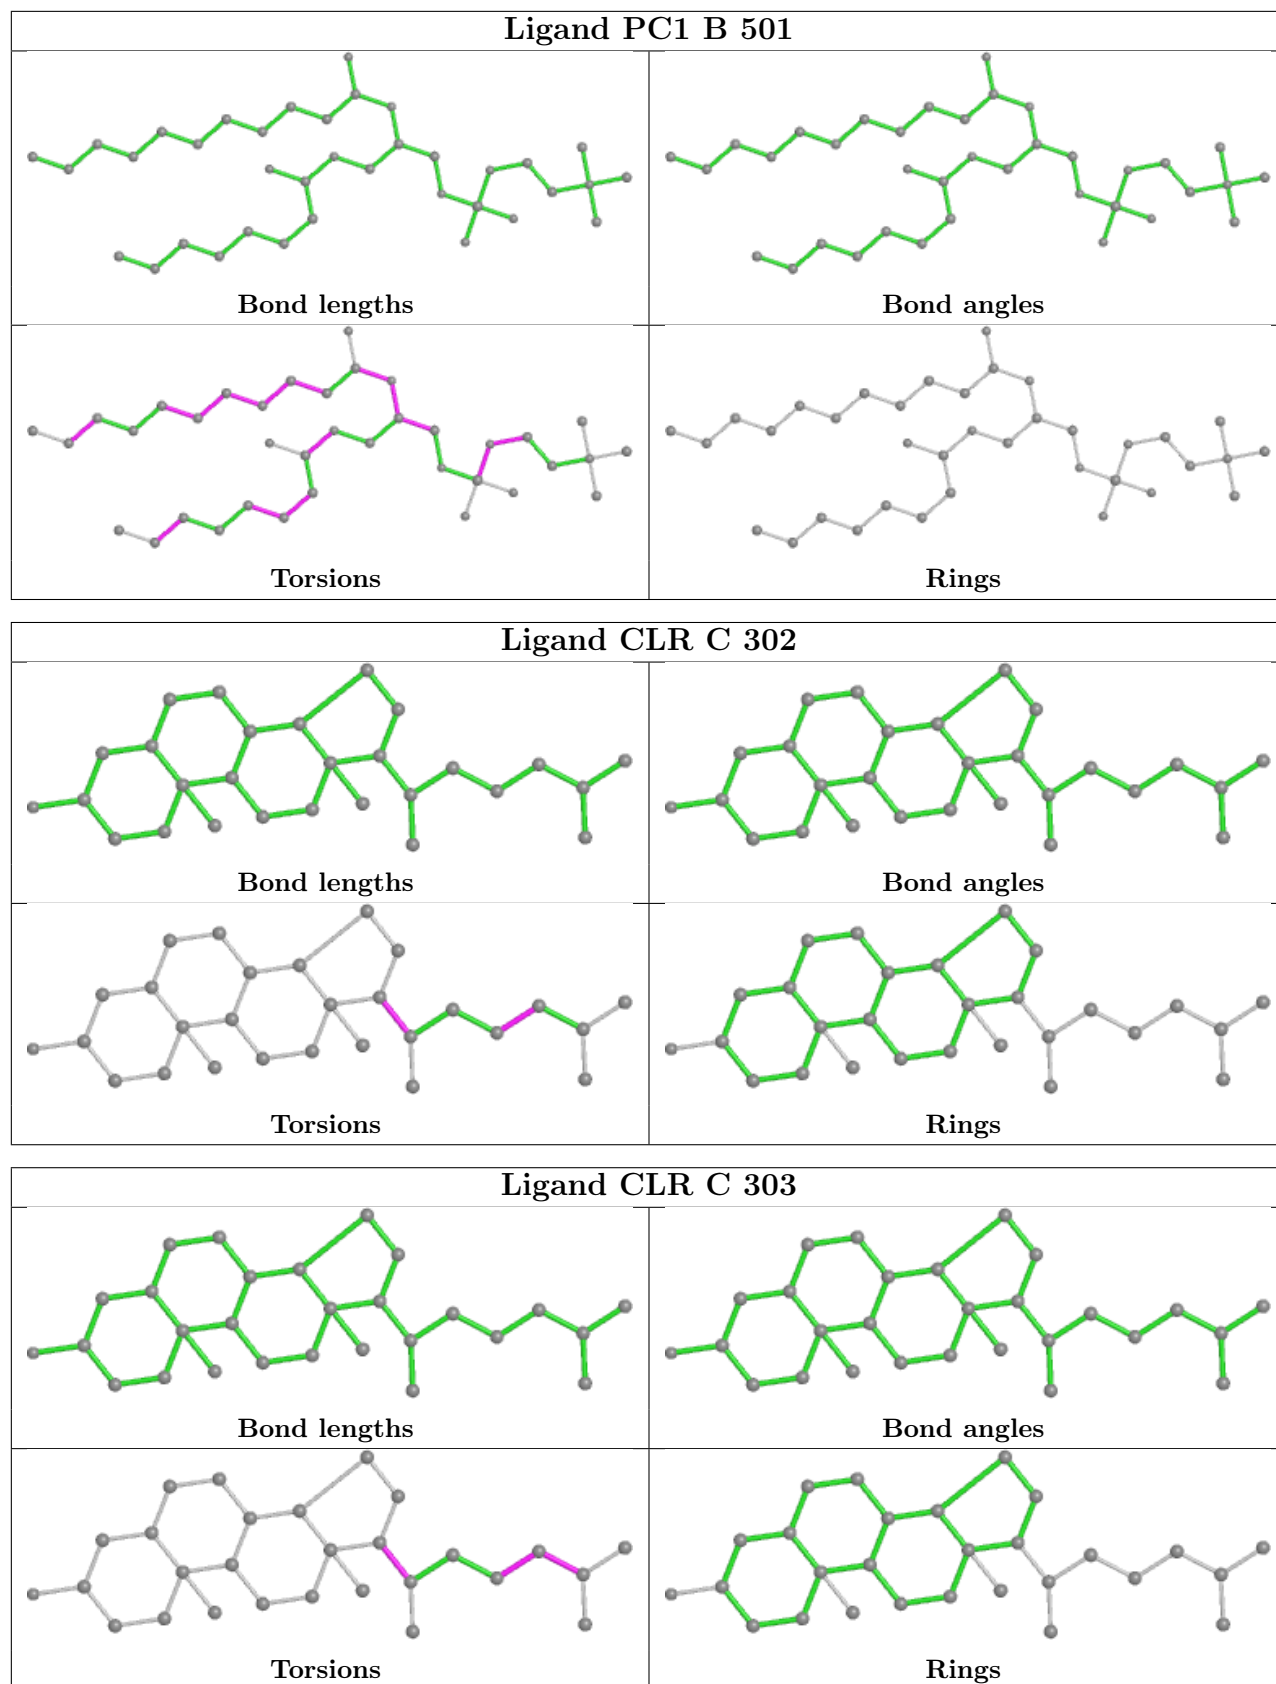 Ligand PC1 B 501
Bond lengths
Bond angles
Torsions
Rings
Ligand CLR C 302
Bond lengths
Bond angles
Torsions
Rings
Ligand CLR C 303
Bond lengths
Bond angles
Torsions
Rings